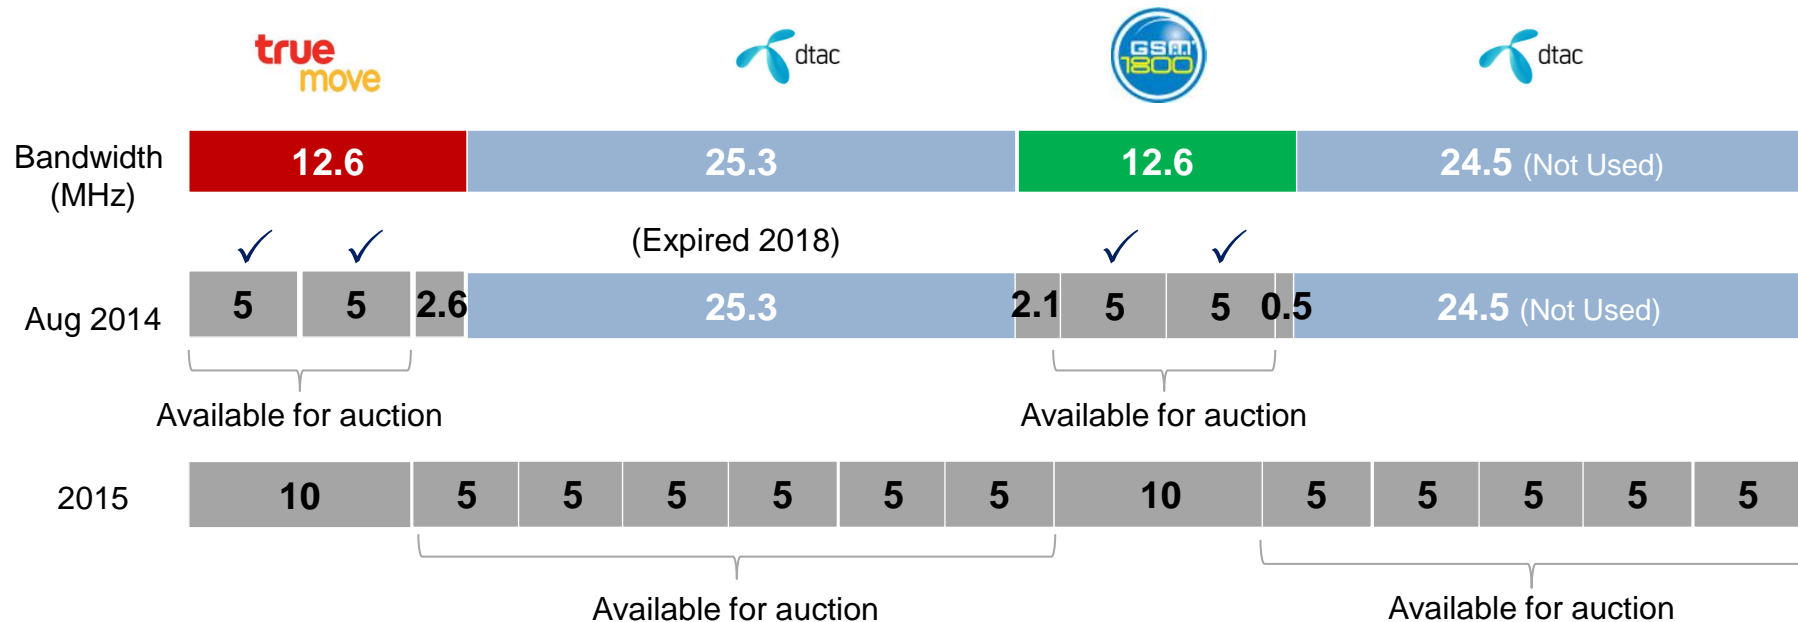 true
move
dtac
GSM
1800
dtac
Bandwidth
(MHz)
12.6
25.3
12.6
24.5 (Not Used)
(Expired 2018)
Aug 2014
5
5
2.6
25.3
2.1
5
5
0.5
24.5 (Not Used)
Available for auction
Available for auction
2015
10
5
5
5
5
5
5
10
5
5
5
5
5
Available for auction
Available for auction